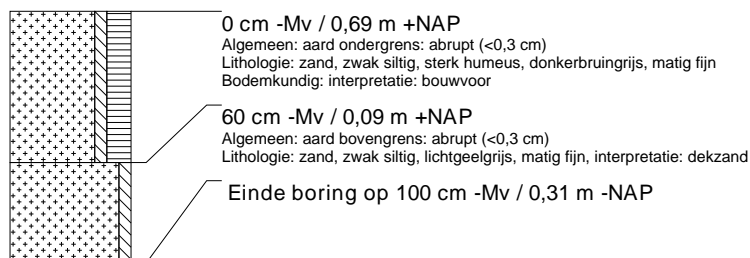 0 cm -Mv / 0,69 m +NAP
Algemeen: aard ondergrens: abrupt (<0,3 cm)
Lithologie: zand, zwak siltig, sterk humeus, donkerbruingrijs, matig fijn
Bodemkundig: interpretatie: bouwvoor
60 cm -Mv / 0,09 m +NAP
Algemeen: aard bovengrens: abrupt (<0,3 cm)
Lithologie: zand, zwak siltig, lichtgeelgrijs, matig fijn, interpretatie: dekzand
Einde boring op 100 cm -Mv / 0,31 m -NAP